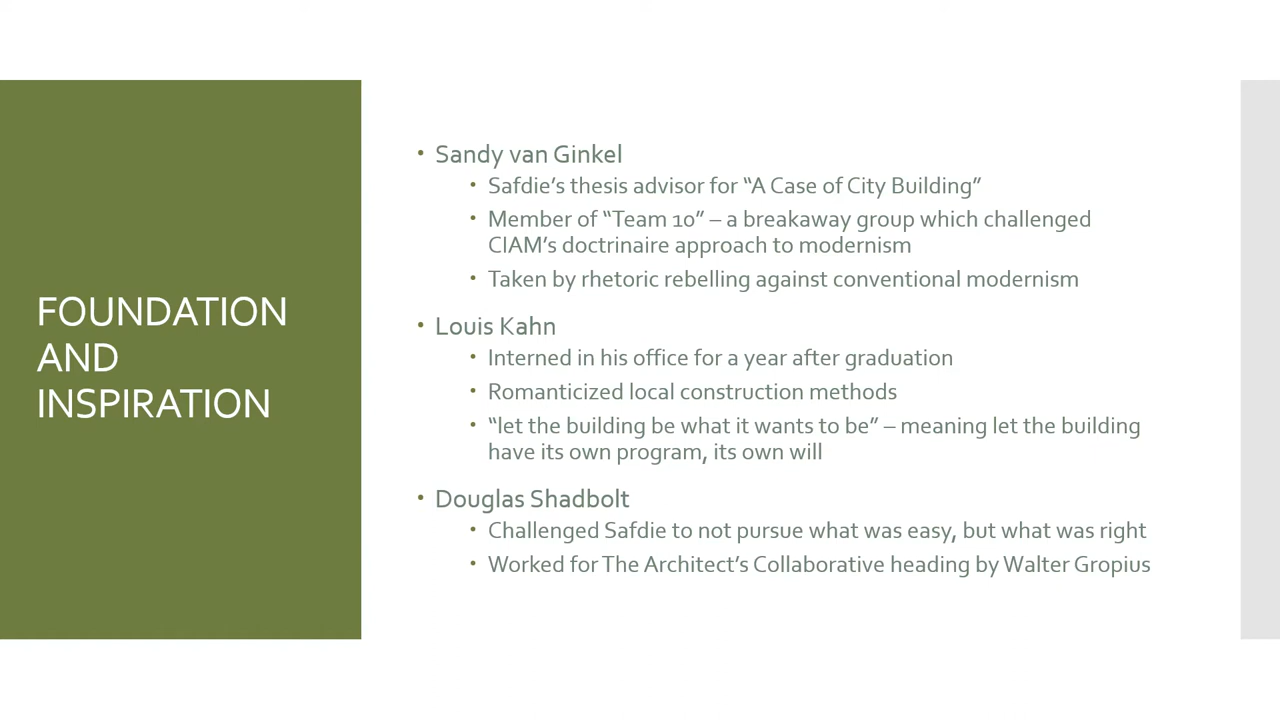 FOUNDATION
AND
INSPIRATION
• Sandy van Ginkel
• Safdie’s thesis advisor for “A Case of City Building”
• Member of “Team 10” – a breakaway group which challenged
CIAM’s doctrinaire approach to modernism
• Taken by rhetoric rebelling against conventional modernism
• Louis Kahn
• Interned in his office for a year after graduation
• Romanticized local construction methods
• “let the building be what it wants to be” – meaning let the building
have its own program, its own will
• Douglas Shadbolt
• Challenged Safdie to not pursue what was easy, but what was right
• Worked for The Architect’s Collaborative heading by Walter Gropius